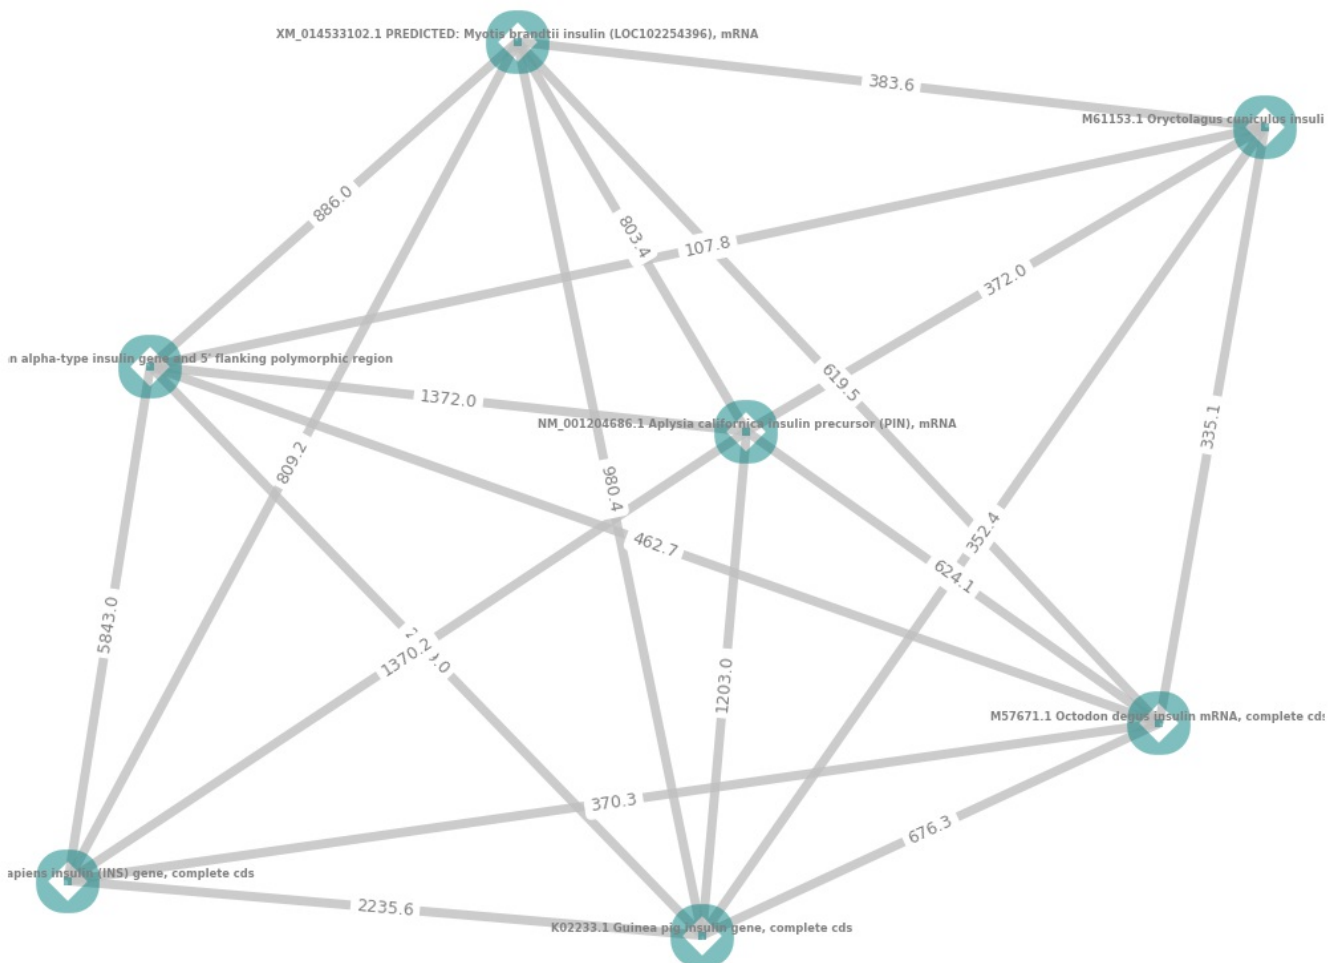 XM_014533102.1 PREDICTED: Myotis brandtii insulin (LOC102254396), mRNA
383.6
M61153.1 Oryctolagus cuniculus insuli
886.0
803.4
107.8
372.0
n alpha-type insulin gene and 5' flanking polymorphic region
1372.0
619.5
NM_001204686.1 Aplysia californica insulin precursor (PIN), mRNA
335.1
809.2
980.4
462.7
352.4
624.1
5843.0
1370.2
1203.0
M57671.1 Octodon degus insulin mRNA, complete cds
370.3
676.3
apiens insulin (INS) gene, complete cds
2235.6
K02233.1 Guinea pig insulin gene, complete cds